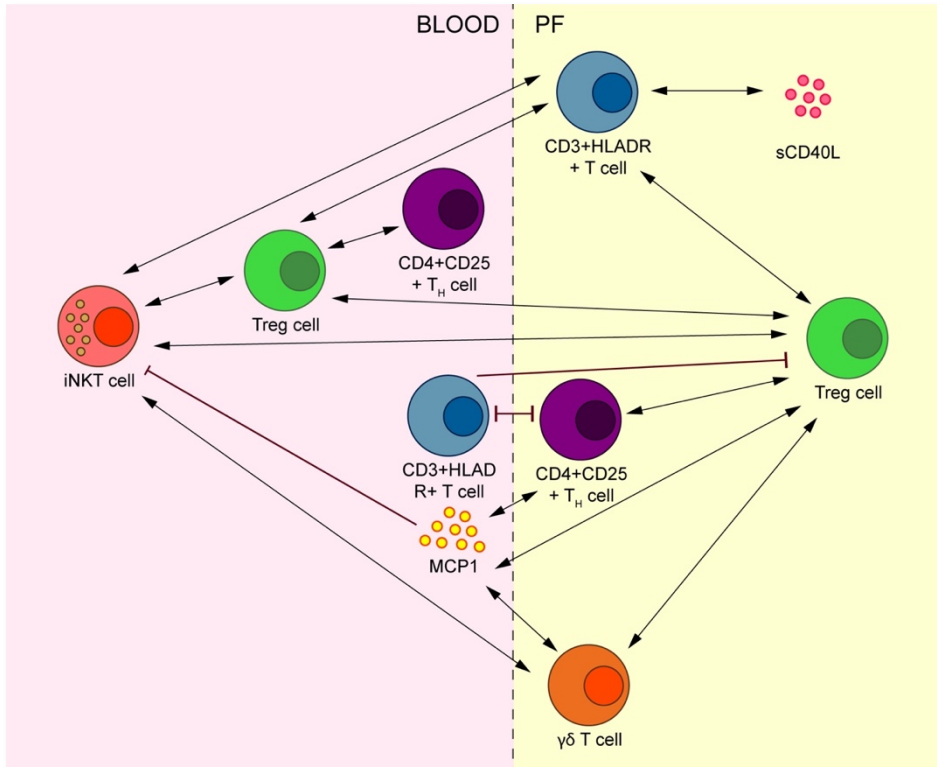 BLOOD
PF
CD3+HLADR
+ T cell
sCD40L
CD4+CD25
+ TH cell
Treg cell
iNKT cell
Treg cell
CD3+HLAD
R+ T cell
CD4+CD25
+ TH cell
MCP1
γδ T cell